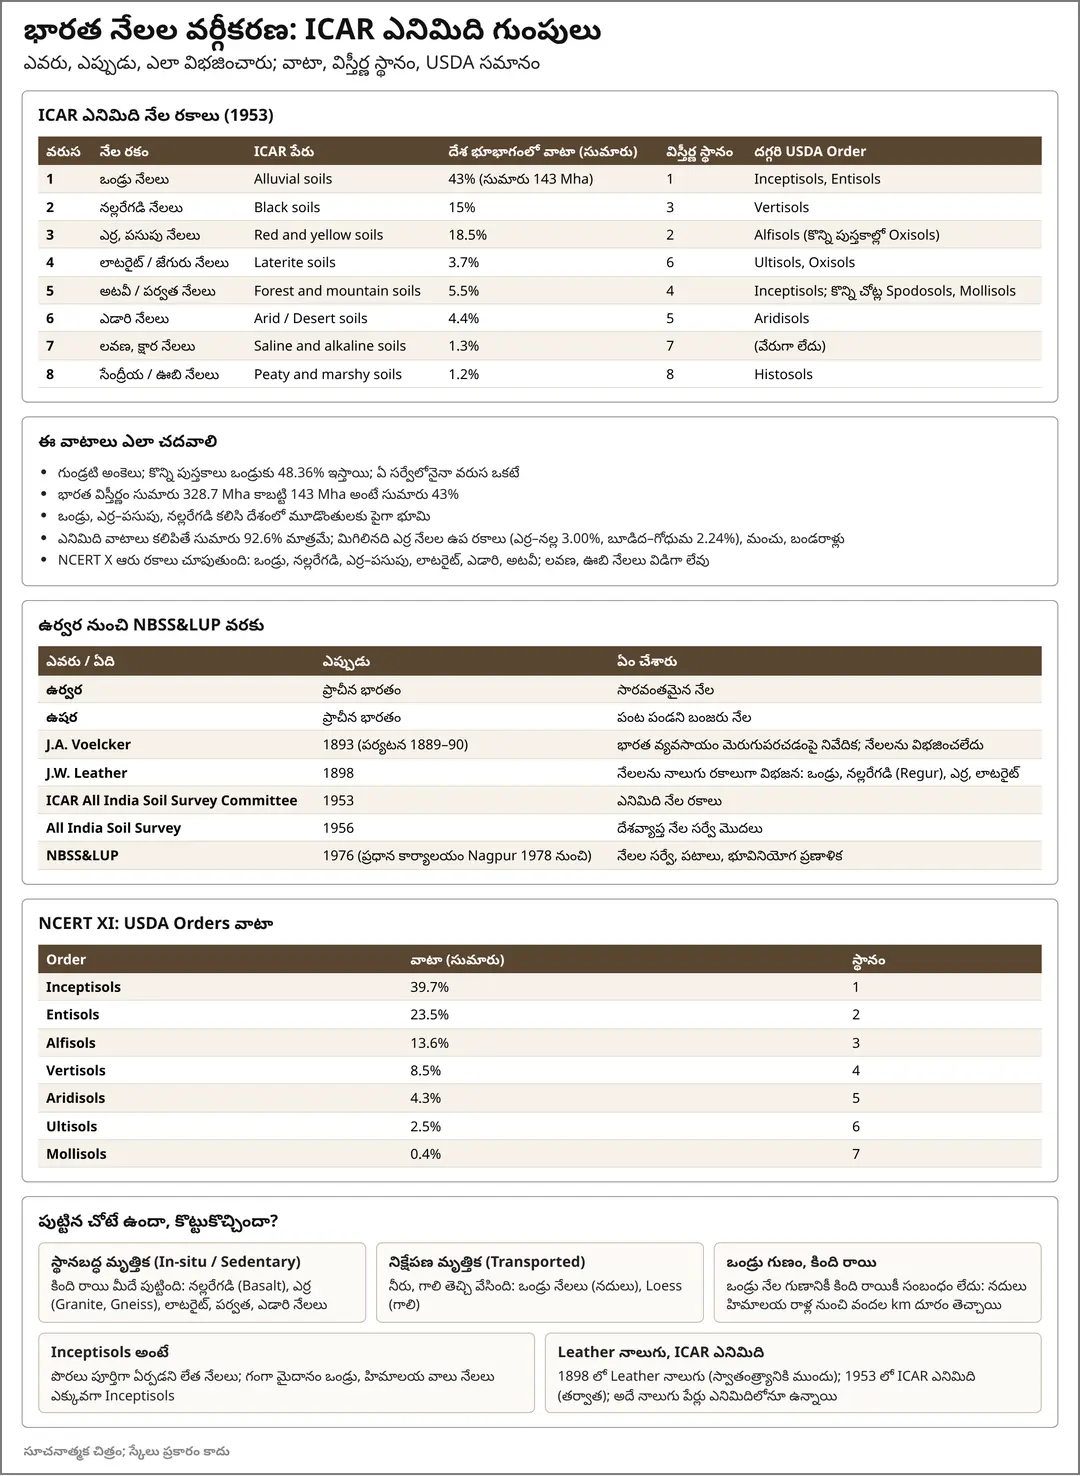 భారత నేలల వర్గీకరణ: ICAR ఎనిమిది గుంపులు
ఎవరు, ఎప్పుడు, ఎలా విభజించారు; వాటా, విస్తీర్ణ స్థానం, USDA సమానం
ICAR ఎనిమిది నేల రకాలు (1953)
వరుస నేల రకం ICAR పేరు దేశ భూభాగంలో వాటా (సుమారు) విస్తీర్ణ స్థానం దగ్గరి USDA Order
1 ఒండ్రు నేలలు Alluvial soils 43% (సుమారు 143 Mha) 1 Inceptisols, Entisols
2 నల్లరేగడి నేలలు Black soils 15% 3 Vertisols
3 ఎర్ర, పసుపు నేలలు Red and yellow soils 18.5% 2 Alfisols (కొన్ని పుస్తకాల్లో Oxisols)
4 లాటరైట్ / జేగురు నేలలు Laterite soils 3.7% 6 Ultisols, Oxisols
5 అటవీ / పర్వత నేలలు Forest and mountain soils 5.5% 4 Inceptisols; కొన్ని చోట్ల Spodosols, Mollisols
6 ఎడారి నేలలు Arid / Desert soils 4.4% 5 Aridisols
7 లవణ, క్షార నేలలు Saline and alkaline soils 1.3% 7 (వేరుగా లేదు)
8 సేంద్రీయ / ఊబి నేలలు Peaty and marshy soils 1.2% 8 Histosols
ఈ వాటాలు ఎలా చదవాలి
• గుండ్రటి అంకెలు; కొన్ని పుస్తకాలు ఒండ్రుకు 48.36% ఇస్తాయి; ఏ సర్వేలోనైనా వరుస ఒకటే
• భారత విస్తీర్ణం సుమారు 328.7 Mha కాబట్టి 143 Mha అంటే సుమారు 43%
• ఒండ్రు, ఎర్ర–పసుపు, నల్లరేగడి కలిసి దేశంలో మూడొంతులకు పైగా భూమి
• ఎనిమిది వాటాలు కలిపితే సుమారు 92.6% మాత్రమే; మిగిలినది ఎర్ర నేలల ఉప రకాలు (ఎర్ర–నల్ల 3.00%, బూడిద–గోధుమ 2.24%), మంచు, బండరాళ్లు
• NCERT X ఆరు రకాలు చూపుతుంది: ఒండ్రు, నల్లరేగడి, ఎర్ర–పసుపు, లాటరైట్, ఎడారి, అటవీ; లవణ, ఊబి నేలలు విడిగా లేవు
ఉర్వర నుంచి NBSS&LUP వరకు
ఎవరు / ఏది ఎప్పుడు ఏం చేశారు
ఉర్వర ప్రాచీన భారతం సారవంతమైన నేల
ఉషర ప్రాచీన భారతం పంట పండని బంజరు నేల
J.A. Voelcker 1893 (పర్యటన 1889–90) భారత వ్యవసాయం మెరుగుపరచడంపై నివేదిక; నేలలను విభజించలేదు
J.W. Leather 1898 నేలలను నాలుగు రకాలుగా విభజన: ఒండ్రు, నల్లరేగడి (Regur), ఎర్ర, లాటరైట్
ICAR All India Soil Survey Committee 1953 ఎనిమిది నేల రకాలు
All India Soil Survey 1956 దేశవ్యాప్త నేల సర్వే మొదలు
NBSS&LUP 1976 (ప్రధాన కార్యాలయం Nagpur 1978 నుంచి) నేలల సర్వే, పటాలు, భూవినియోగ ప్రణాళిక
NCERT XI: USDA Orders వాటా
Order వాటా (సుమారు) స్థానం
Inceptisols 39.7% 1
Entisols 23.5% 2
Alfisols 13.6% 3
Vertisols 8.5% 4
Aridisols 4.3% 5
Ultisols 2.5% 6
Mollisols 0.4% 7
పుట్టిన చోటే ఉందా, కొట్టుకొచ్చిందా?
స్థానబద్ధ మృత్తిక (In-situ / Sedentary)
కింది రాయి మీదే పుట్టింది: నల్లరేగడి (Basalt), ఎర్ర
(Granite, Gneiss), లాటరైట్, పర్వత, ఎడారి నేలలు
నిక్షేపణ మృత్తిక (Transported)
నీరు, గాలి తెచ్చి వేసింది: ఒండ్రు నేలలు (నదులు), Loess
(గాలి)
ఒండ్రు గుణం, కింది రాయి
ఒండ్రు నేల గుణానికీ కింది రాయికీ సంబంధం లేదు: నదులు
హిమాలయ రాళ్ల నుంచి వందల km దూరం తెచ్చాయి
Inceptisols అంటే
పొరలు పూర్తిగా ఏర్పడని లేత నేలలు; గంగా మైదానం ఒండ్రు, హిమాలయ వాలు నేలలు
ఎక్కువగా Inceptisols
Leather నాలుగు, ICAR ఎనిమిది
1898 లో Leather నాలుగు (స్వాతంత్ర్యానికి ముందు); 1953 లో ICAR ఎనిమిది
(తర్వాత); అదే నాలుగు పేర్లు ఎనిమిదిలోనూ ఉన్నాయి
సూచనాత్మక చిత్రం; స్కేలు ప్రకారం కాదు